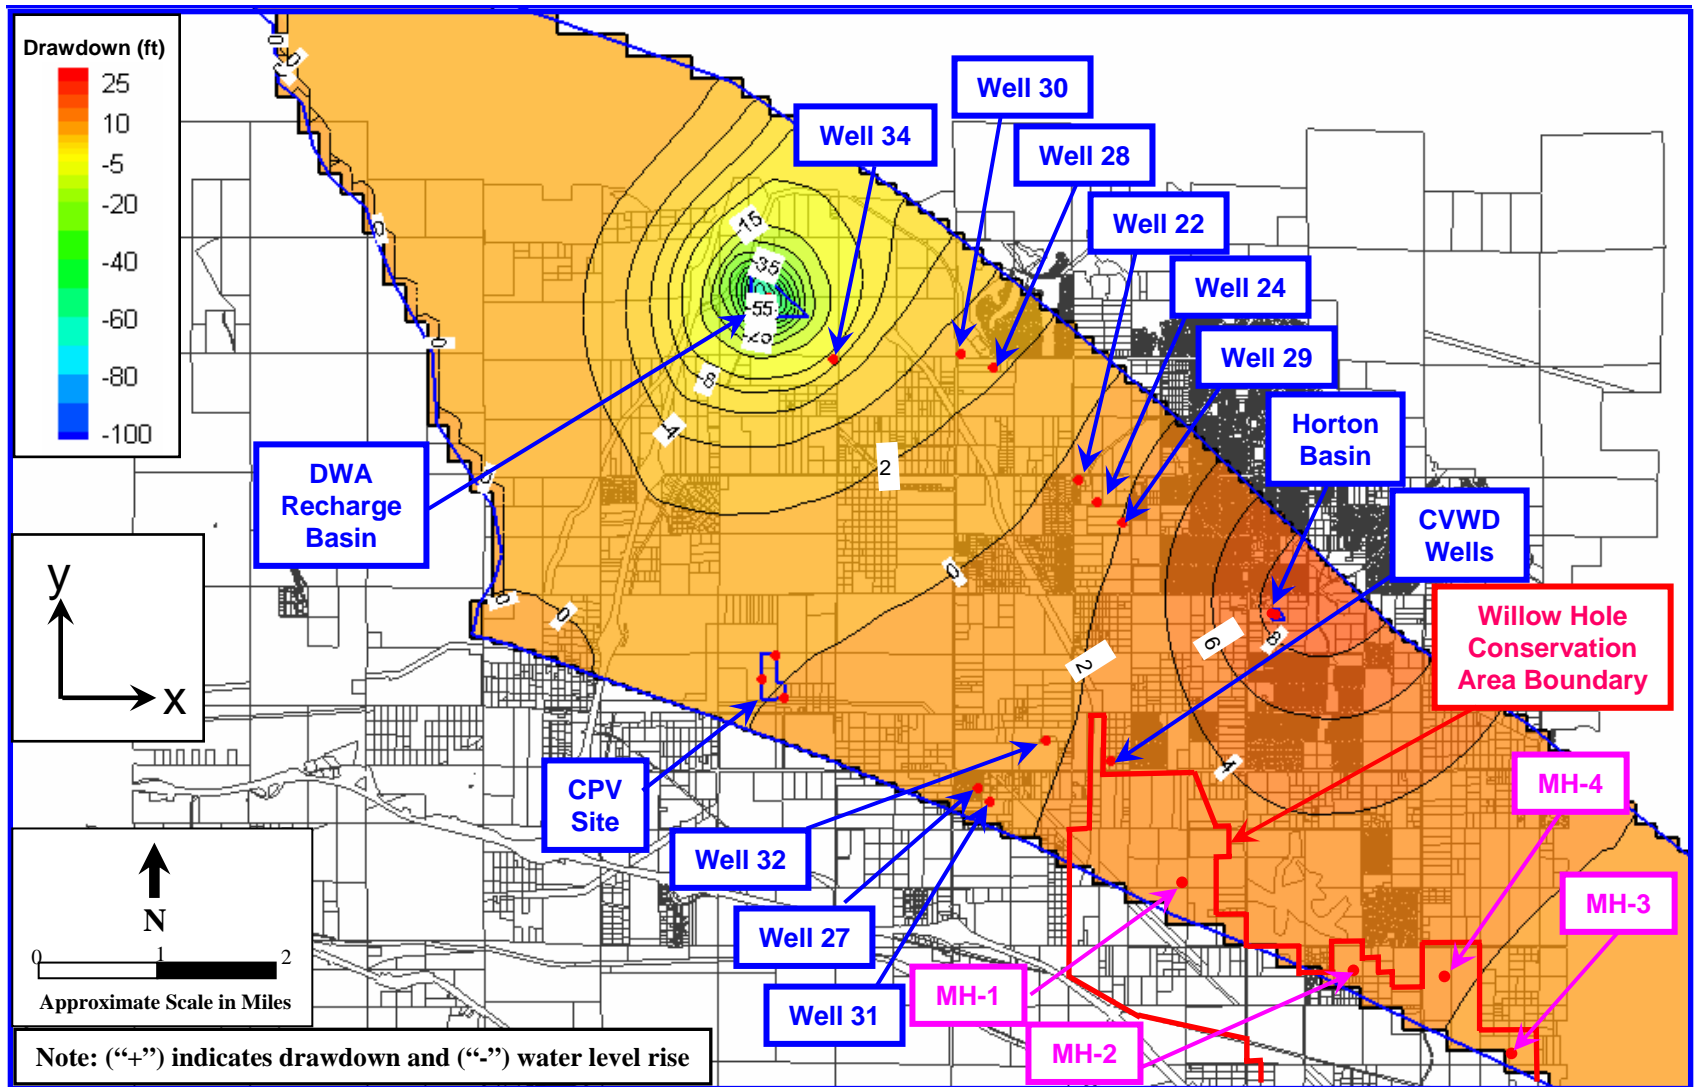 Drawdown (ft)
25
10
-5
-20
-40
-60
-80
-100
Well 34
Well 30
Well 28
Well 22
Well 24
Well 29
Horton
Basin
CVWD
Wells
Willow Hole
Conservation
Area Boundary
DWA
Recharge
Basin
CPV
Site
Well 32
Well 27
Well 31
MH-1
MH-2
MH-3
MH-4
-15
-35
-55
-8
-4
2
0
2
6
8
4
0
0
0
0
0
y
x
N
0
1
2
Approximate Scale in Miles
Note: (“+”) indicates drawdown and (“-”) water level rise